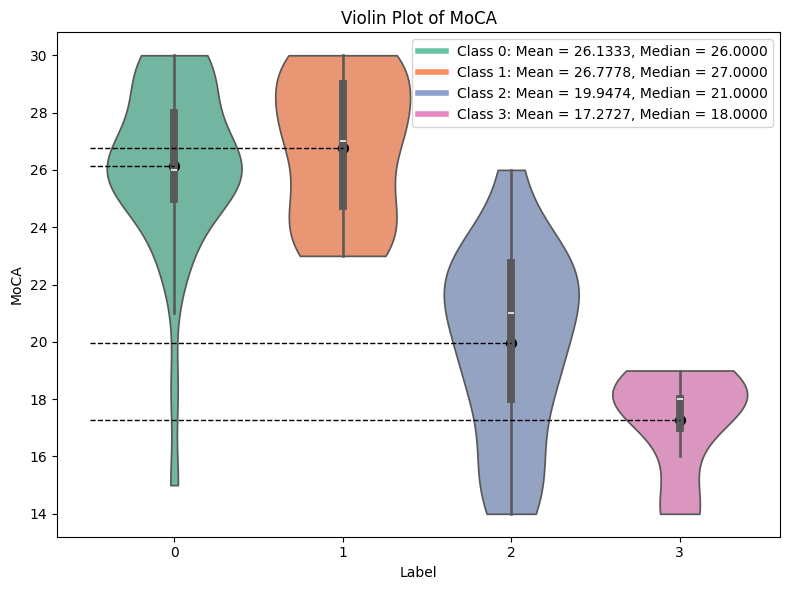 Violin Plot of MoCA
Class 0: Mean = 26.1333, Median = 26.0000
Class 1: Mean = 26.7778, Median = 27.0000
Class 2: Mean = 19.9474, Median = 21.0000
Class 3: Mean = 17.2727, Median = 18.0000
30
28
26
24
22
20
18
16
14
MoCA
0 1 2 3
Label